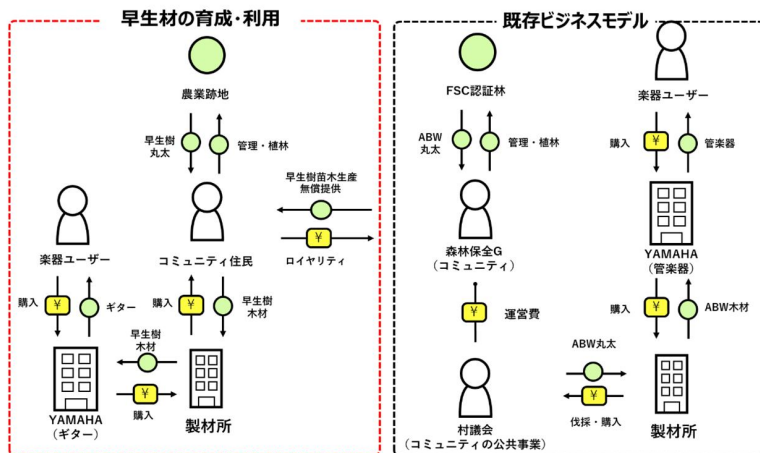 早生材の育成・利用
農業跡地
早生樹
丸太
管理・植林
楽器ユーザー
コミュニティ住民
早生樹苗木生産
無償提供
¥
ロイヤリティ
購入
¥
ギター
購入
¥
早生樹
木材
早生樹
木材
¥
購入
YAMAHA
（ギター）
製材所
既存ビジネスモデル
FSC認証林
楽器ユーザー
ABW
丸太
管理・植林
購入
¥
管楽器
森林保全G
（コミュニティ）
YAMAHA
（管楽器）
¥
運営費
購入
¥
ABW木材
ABW丸太
¥
伐採・購入
村議会
（コミュニティの公共事業）
製材所